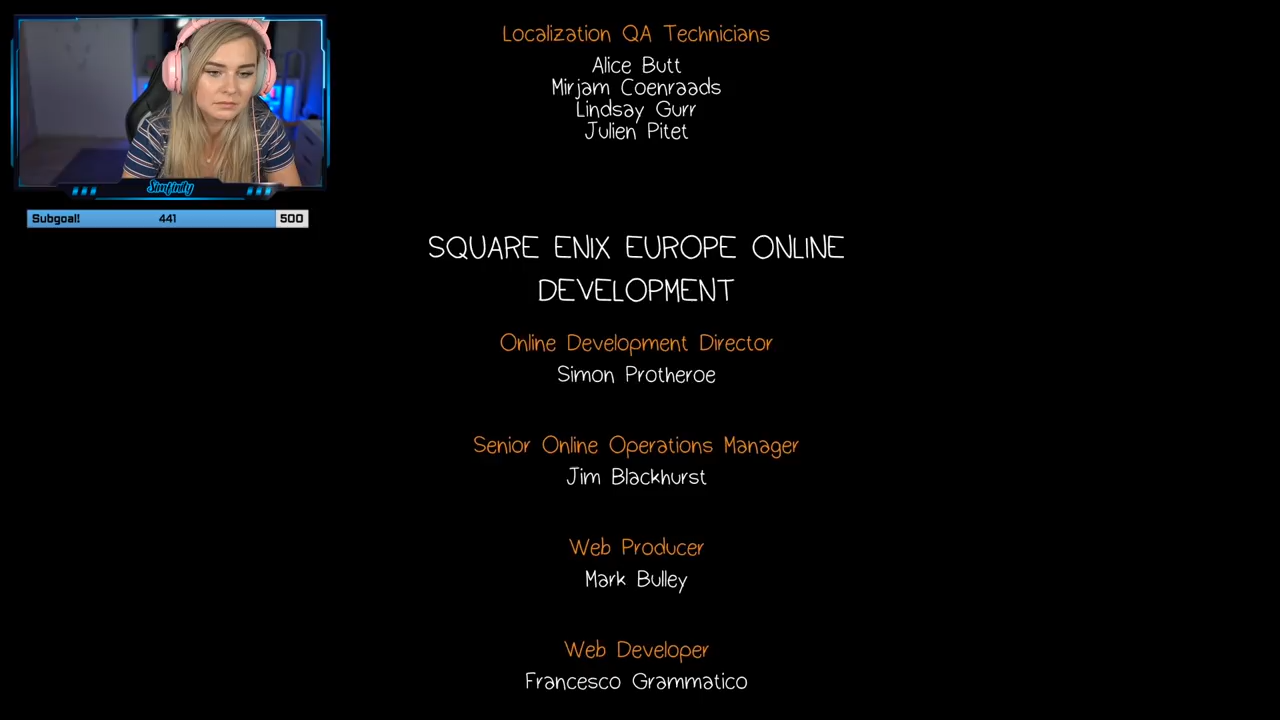 Localization QA Technicians
Alice Butt
Mirjam Coenraads
Lindsay Gurr
Julien Pitet
Simfinity
Subgoal! 441 500
SQUARE ENIX EUROPE ONLINE
DEVELOPMENT
Online Development Director
Simon Protheroe
Senior Online Operations Manager
Jim Blackhurst
Web Producer
Mark Bulley
Web Developer
Francesco Grammatico